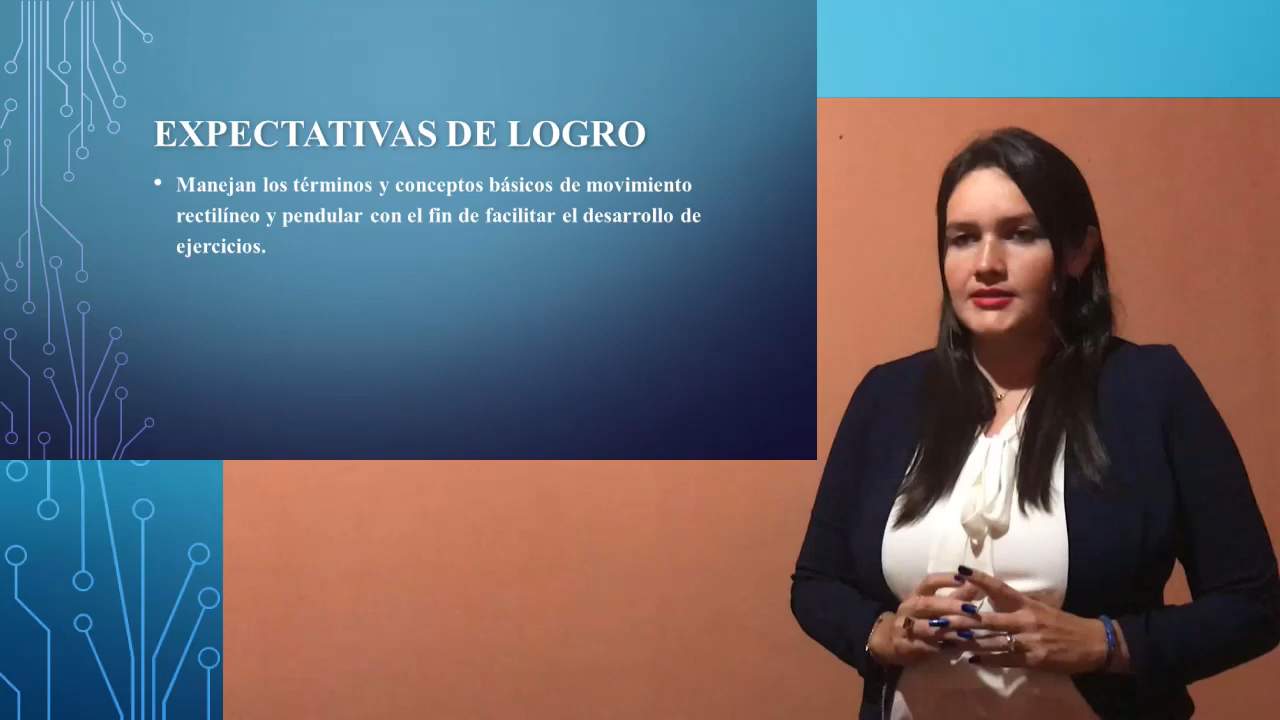 EXPECTATIVAS DE LOGRO
• Manejan los términos y conceptos básicos de movimiento
rectilíneo y pendular con el fin de facilitar el desarrollo de
ejercicios.